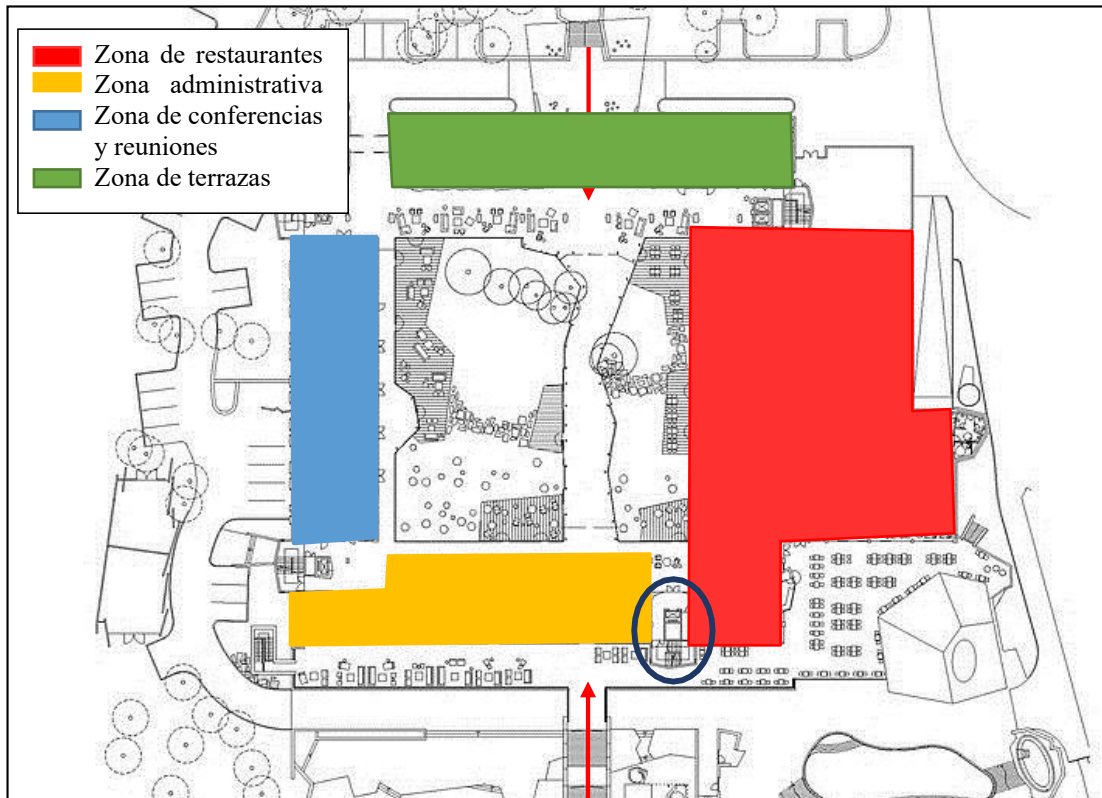 Zona de restaurantes
Zona administrativa
Zona de conferencias
y reuniones
Zona de terrazas